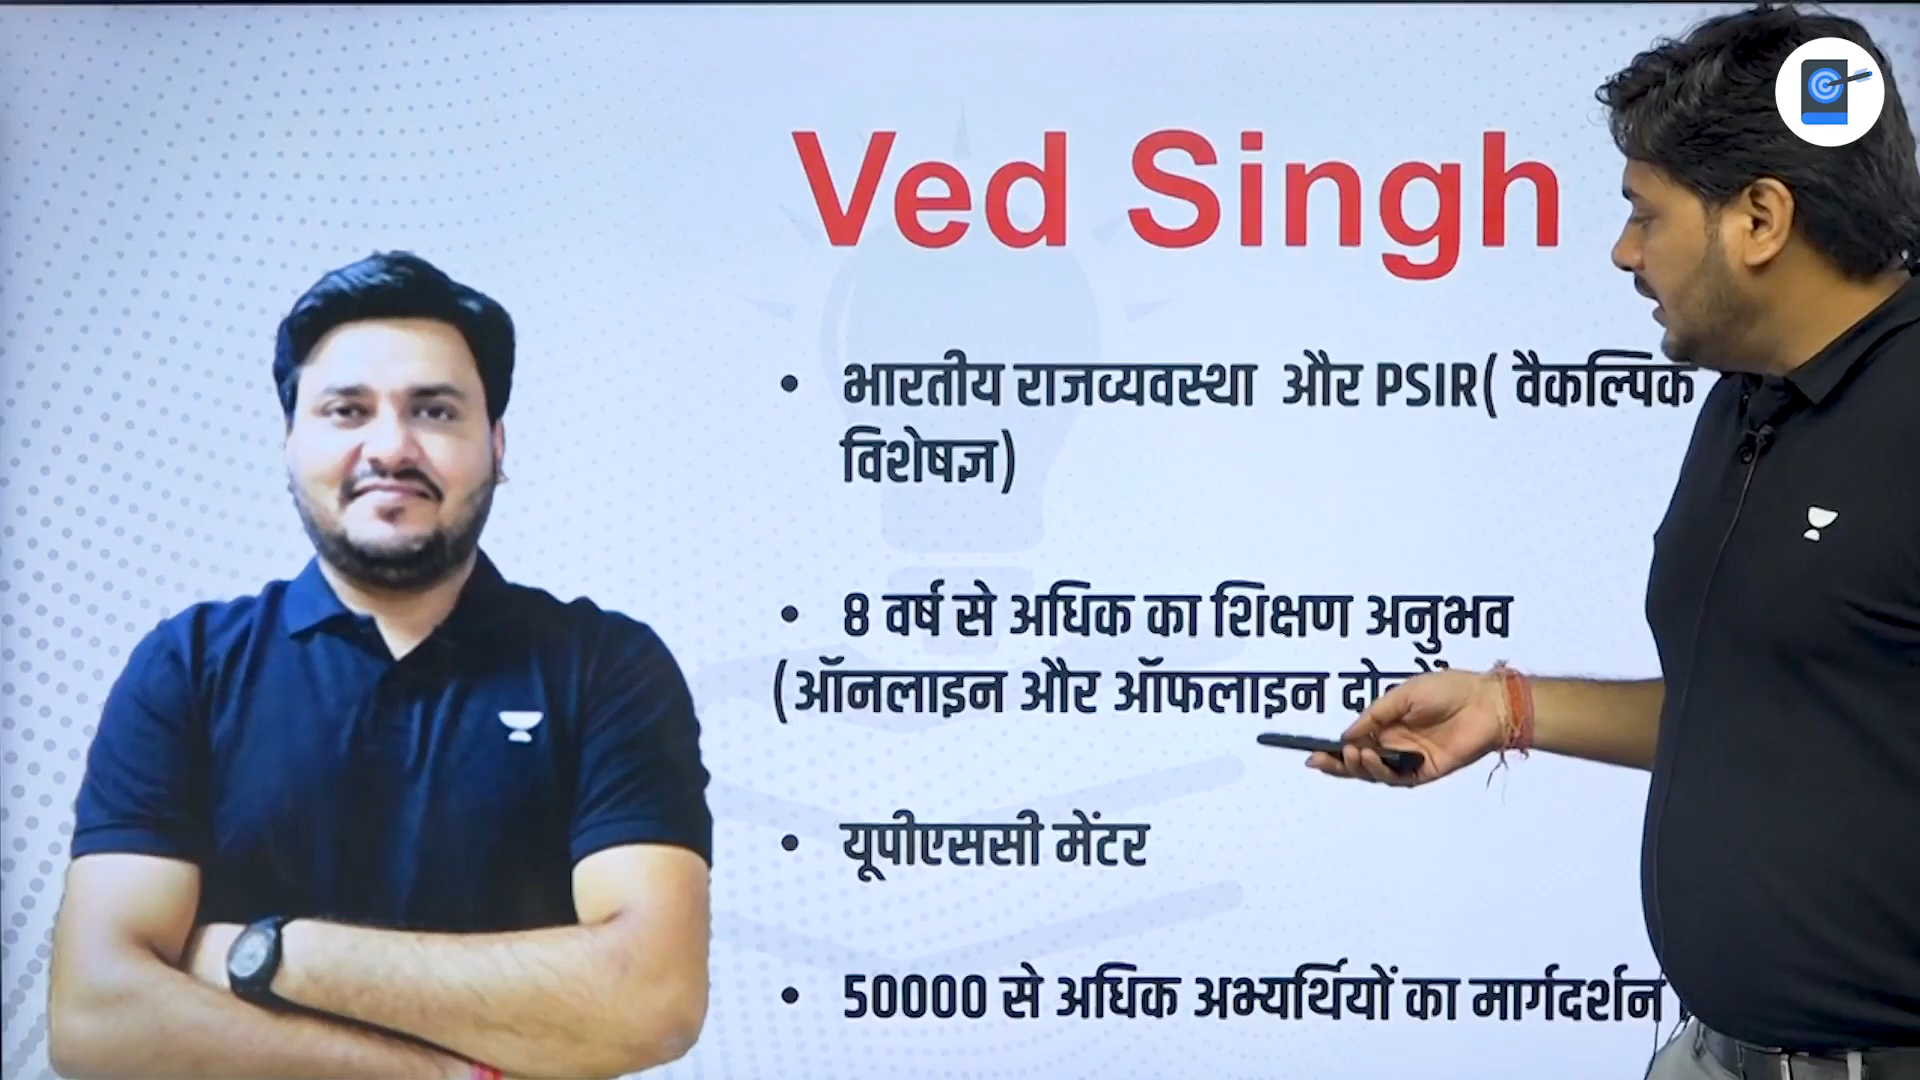 Ved Singh
• भारतीय राजव्यवस्था और PSIR( वैकल्पिक
विशेषज्ञ)
• 8 वर्ष से अधिक का शिक्षण अनुभव
(ऑनलाइन और ऑफलाइन
• यूपीएससी मेंटर
• 50000 से अधिक अभ्यर्थियों का मार्गदर्शन